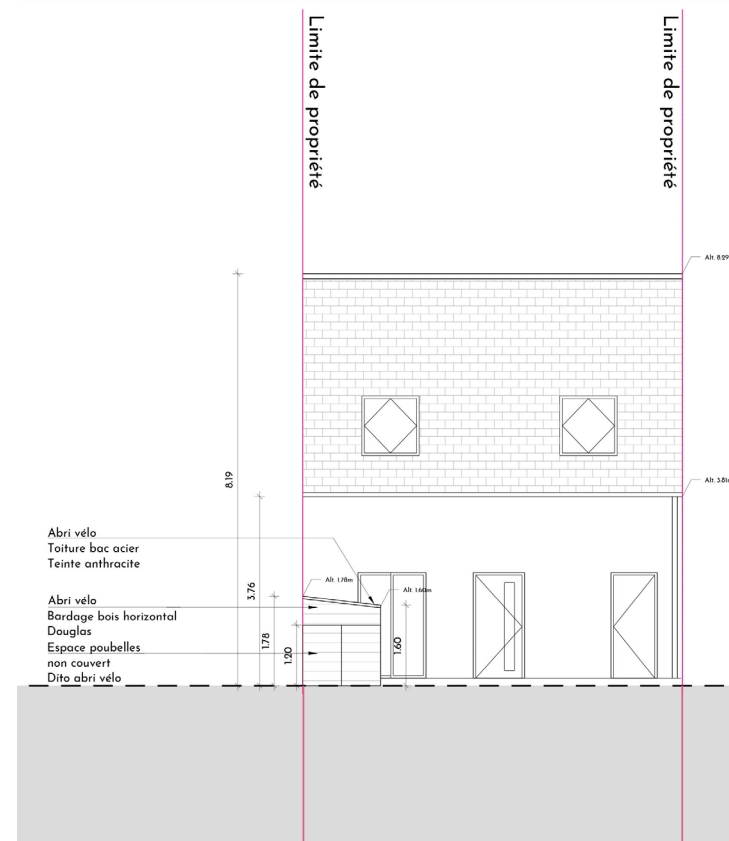 Limite de propriété
Limite de propriété
Alt. 8.29
8.19
Alt. 3.81
3.76
Abri vélo
Toiture bac acier
Teinte anthracite
Alt. 1.78m
Alt. 1.60m
Abri vélo
Bardage bois horizontal
Douglas
Espace poubelles
non couvert
Dito abri vélo
1.78
1.20
1.60